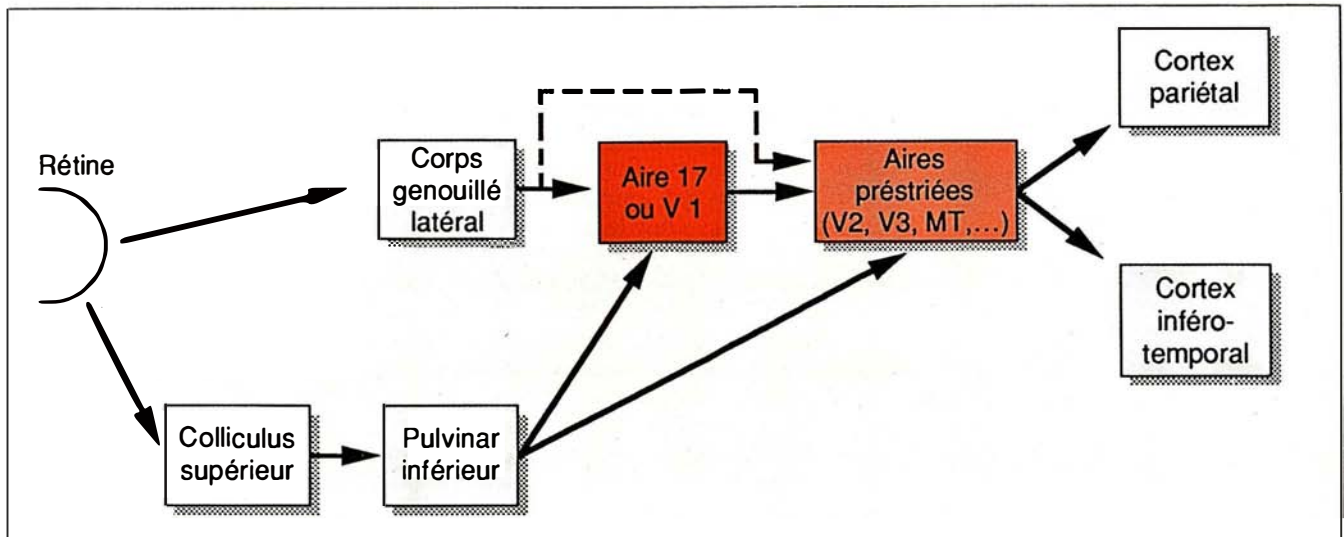 Rétine
Corps
genouillé
latéral
Aire 17
ou V 1
Aires
préstriées
(V2, V3, MT,...)
Cortex
pariétal
Cortex
inféro-
temporal
Colliculus
supérieur
Pulvinar
inférieur